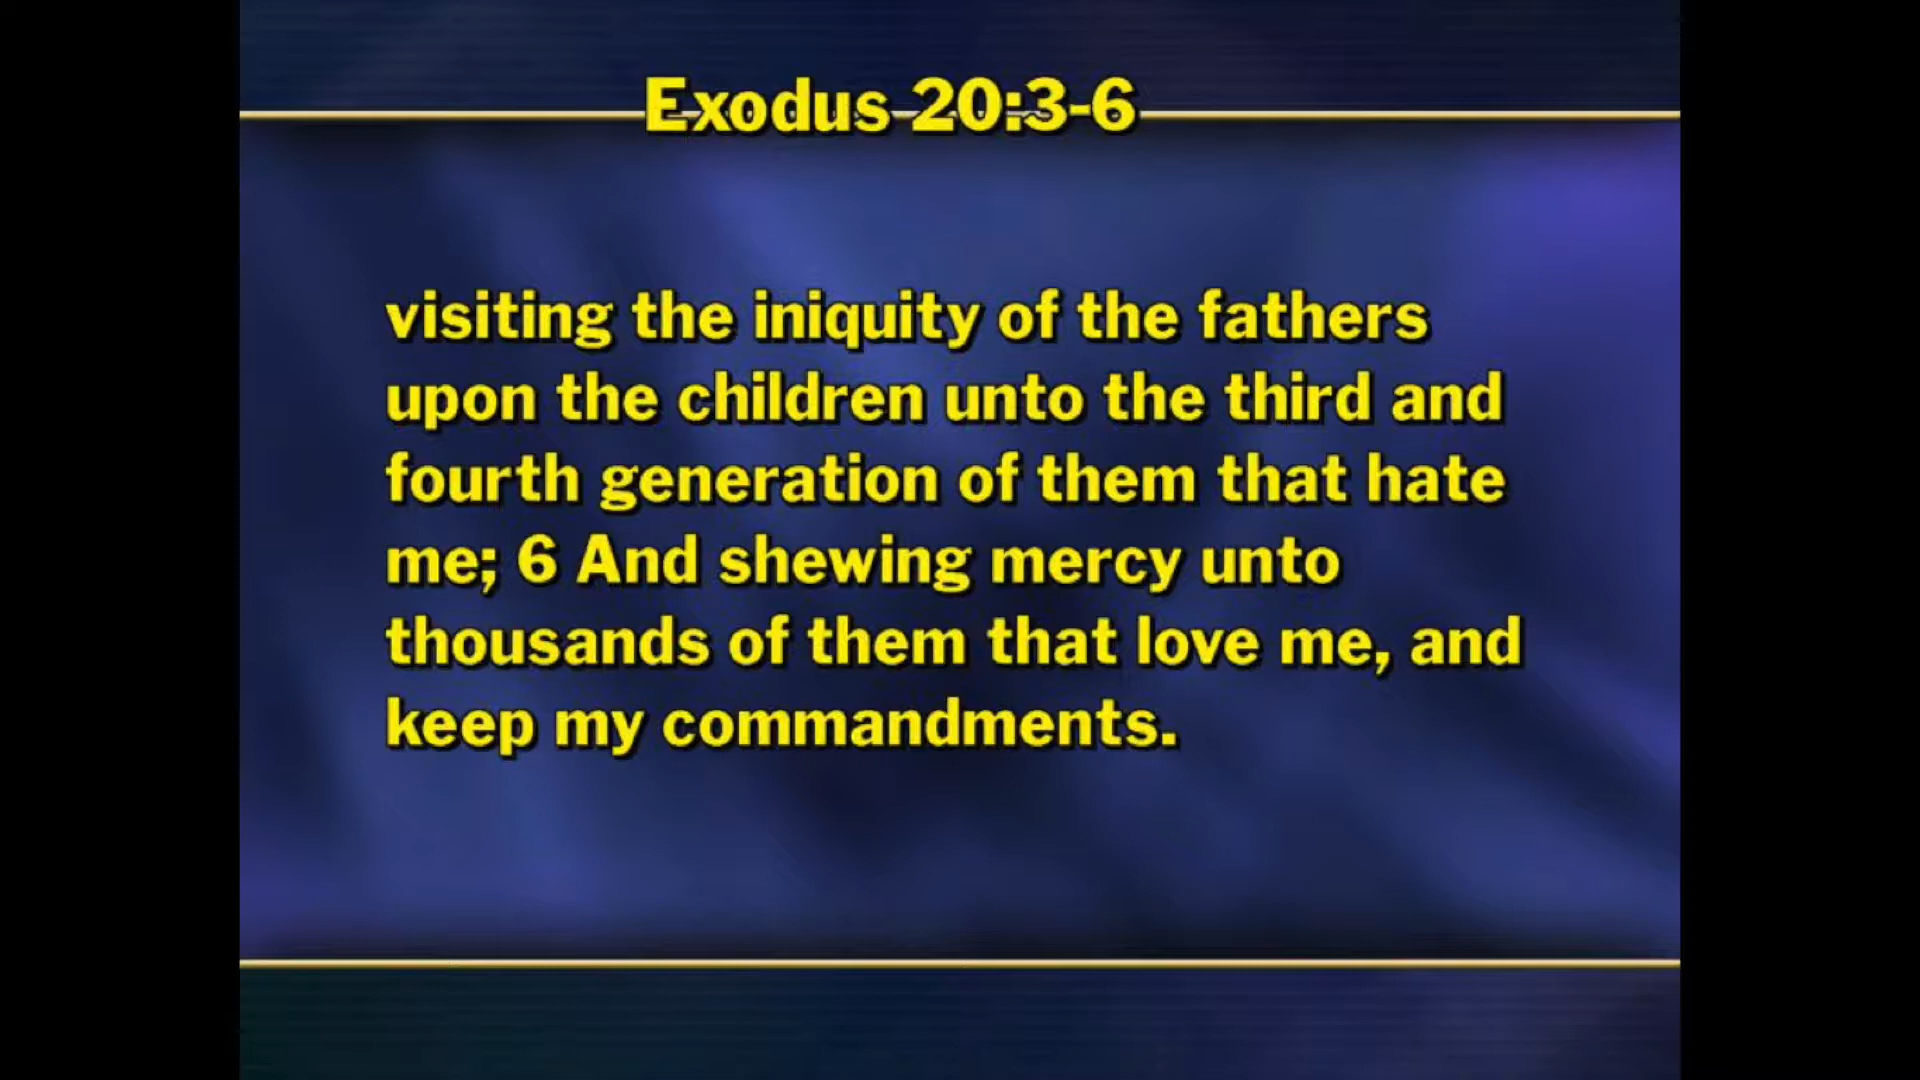 Exodus 20:3-6
visiting the iniquity of the fathers
upon the children unto the third and
fourth generation of them that hate
me; 6 And shewing mercy unto
thousands of them that love me, and
keep my commandments.